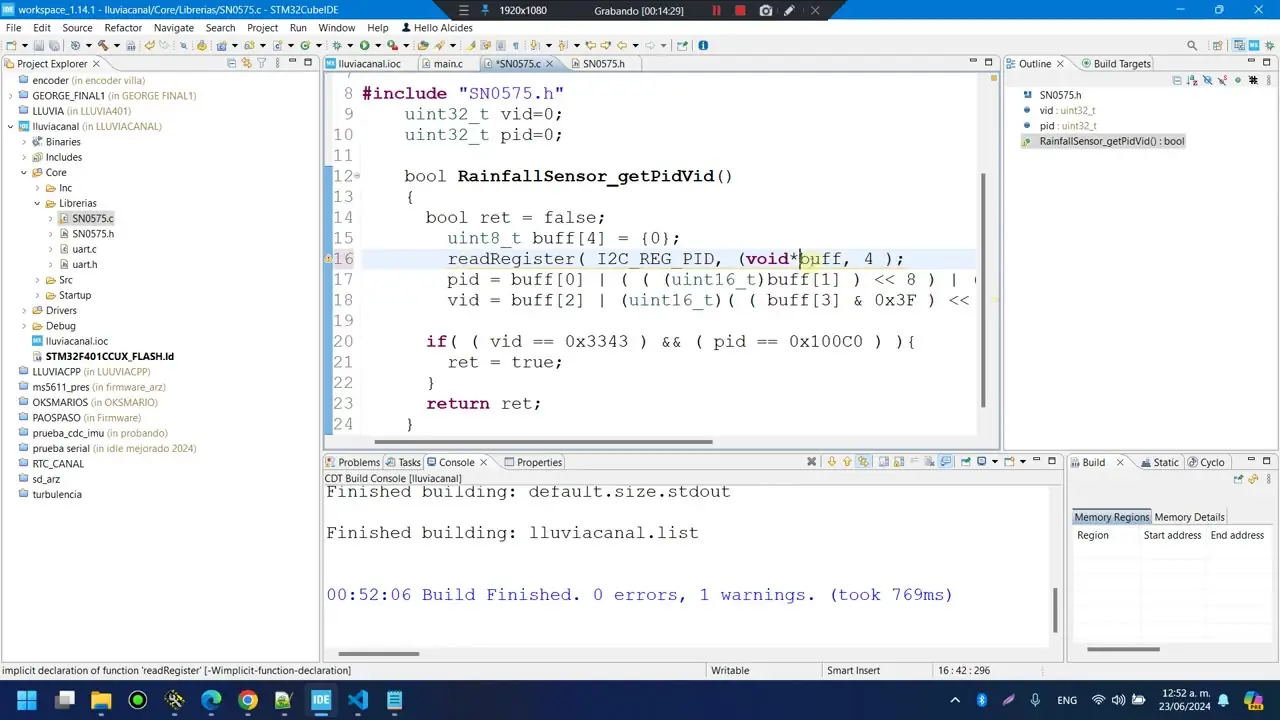 workspace_1.14.1 - lluviacanal/Core/Librerias/SN0575.c - STM32CubeIDE
1920x1080
Grabando [00:14:29]
File Edit Source Refactor Navigate Search Project Run Window Help Hello Alcides
Project Explorer
encoder (in encoder villa)
GEORGE_FINAL1 (in GEORGE FINAL1)
LLUVIA (in LLUVIA401)
lluviacanal (in LLUVIACANAL)
Binaries
Includes
Core
Inc
Librerias
SN0575.c
SN0575.h
uart.c
uart.h
Src
Startup
Drivers
Debug
lluviacanal.ioc
STM32F401CCUX_FLASH.ld
LLUVIACPP (in LUUVIACPP)
ms5611_pres (in firmware_arz)
OKSMARIOS (in OKSMARIO)
PAOSPASO (in Firmware)
prueba_cdc_imu (in probando)
prueba serial (in idle mejorado 2024)
RTC_CANAL
sd_arz
turbulencia
lluviacanal.ioc main.c *SN0575.c SN0575.h
7
8 #include "SN0575.h"
9 uint32_t vid=0;
10 uint32_t pid=0;
11
12 bool RainfallSensor_getPidVid()
13 {
14 bool ret = false;
15 uint8_t buff[4] = {0};
16 readRegister( I2C_REG_PID, (void*buff, 4 );
17 pid = buff[0] | ( ( (uint16_t)buff[1] ) << 8 ) | (
18 vid = buff[2] | (uint16_t)( ( buff[3] & 0x3F ) <<
19
20 if( ( vid == 0x3343 ) && ( pid == 0x100C0 ) ){
21 ret = true;
22 }
23 return ret;
24 }
Outline Build Targets
SN0575.h
vid : uint32_t
pid : uint32_t
RainfallSensor_getPidVid() : bool
Problems Tasks Console Properties
CDT Build Console [lluviacanal]
Finished building: default.size.stdout
Finished building: lluviacanal.list
00:52:06 Build Finished. 0 errors, 1 warnings. (took 769ms)
Build Static Cyclo
Memory Regions Memory Details
Region Start address End address
implicit declaration of function 'readRegister' [-Wimplicit-function-declaration]
Writable
Smart Insert
16 : 42 : 296
IDE
ENG
12:52 a. m.
23/06/2024